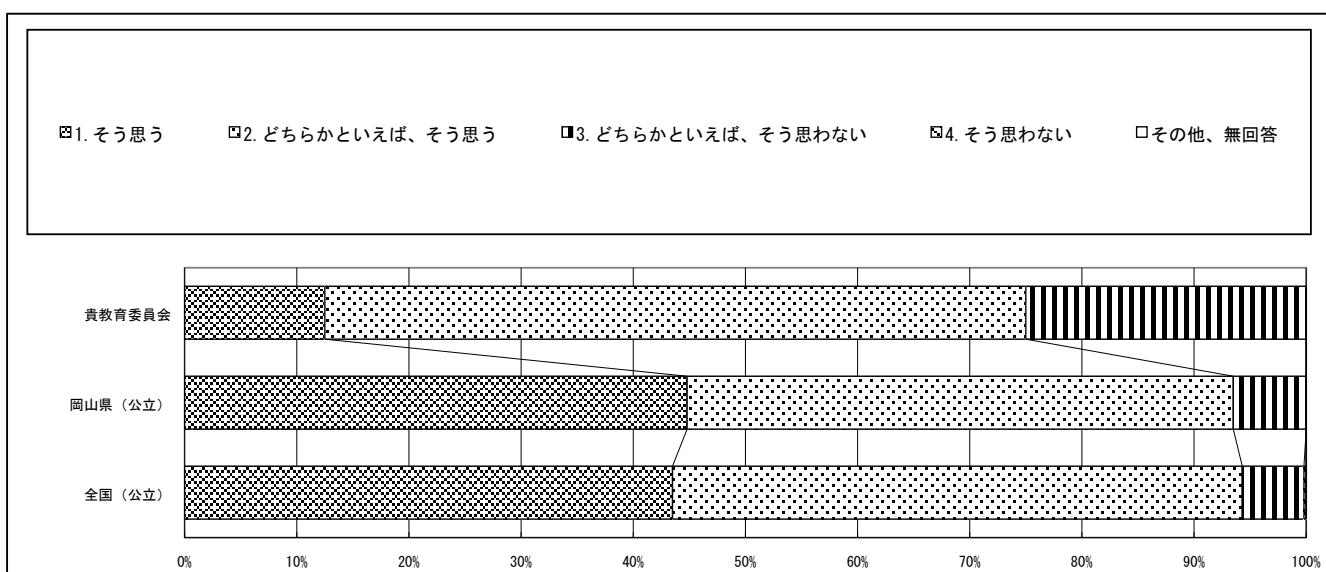 1.そう思う 2.どちらかといえば、そう思う 3.どちらかといえば、そう思わない 4.そう思わない その他、無回答
貴教育委員会
岡山県（公立）
全国（公立）
0% 10% 20% 30% 40% 50% 60% 70% 80% 90% 100%